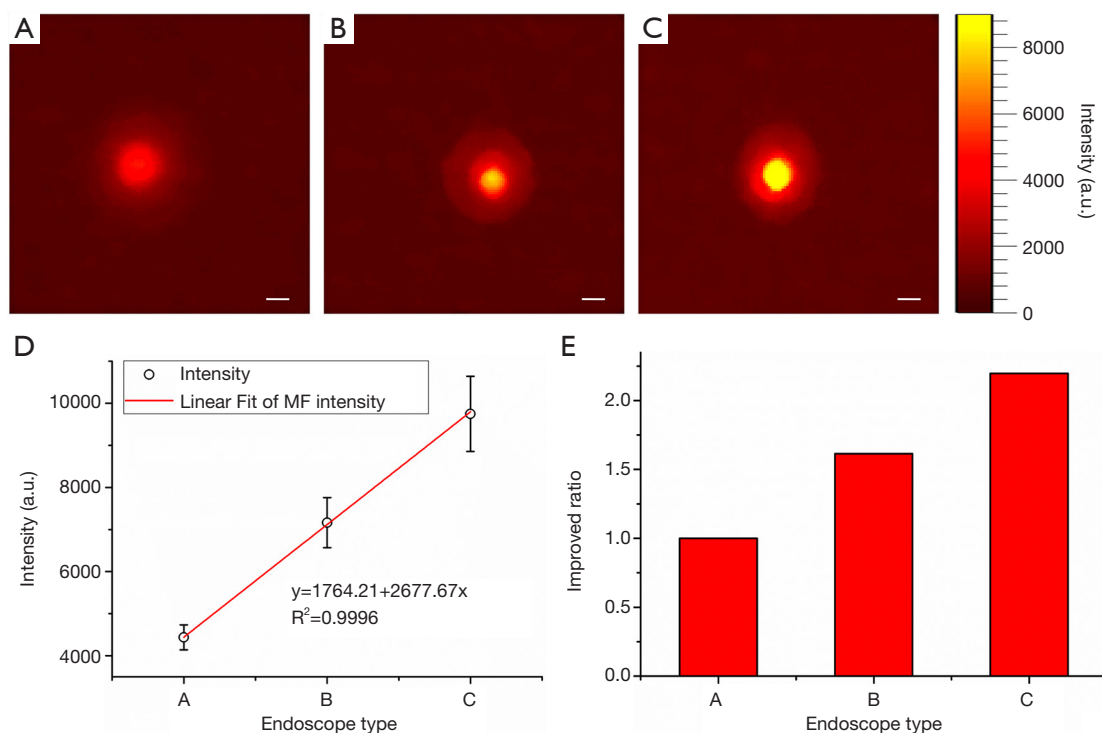 A
B
C
8000
6000
4000
2000
0
Intensity (a.u.)
D
Intensity
Linear Fit of MF intensity
10000
8000
6000
4000
Intensity (a.u.)
y=1764.21+2677.67x
R²=0.9996
A B C
Endoscope type
E
2.0
1.5
1.0
0.5
0.0
Improved ratio
A B C
Endoscope type